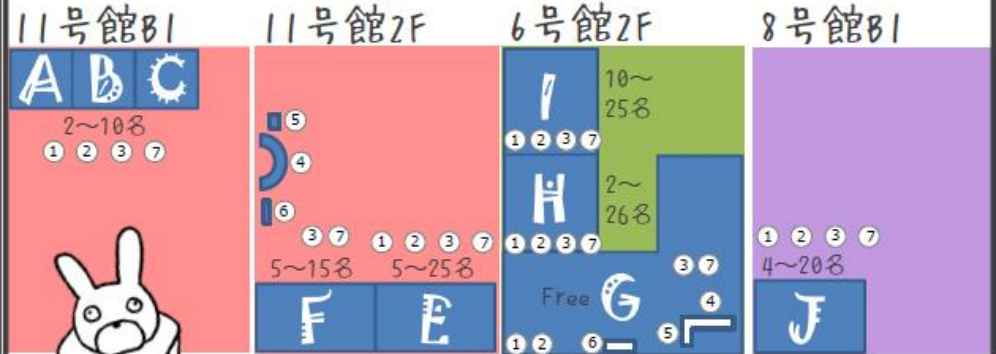 11号館B1
A B C
2～10名
1 2 3 7
11号館2F
5
4
6
3 7 1 2 3 7
5～15名 5～25名
F E
6号館2F
I
10～
25名
1 2 3 7
H
2～
26名
1 2 3 7
3 7
Free G
4
5
1 2 6
8号館B1
1 2 3 7
4～20名
J